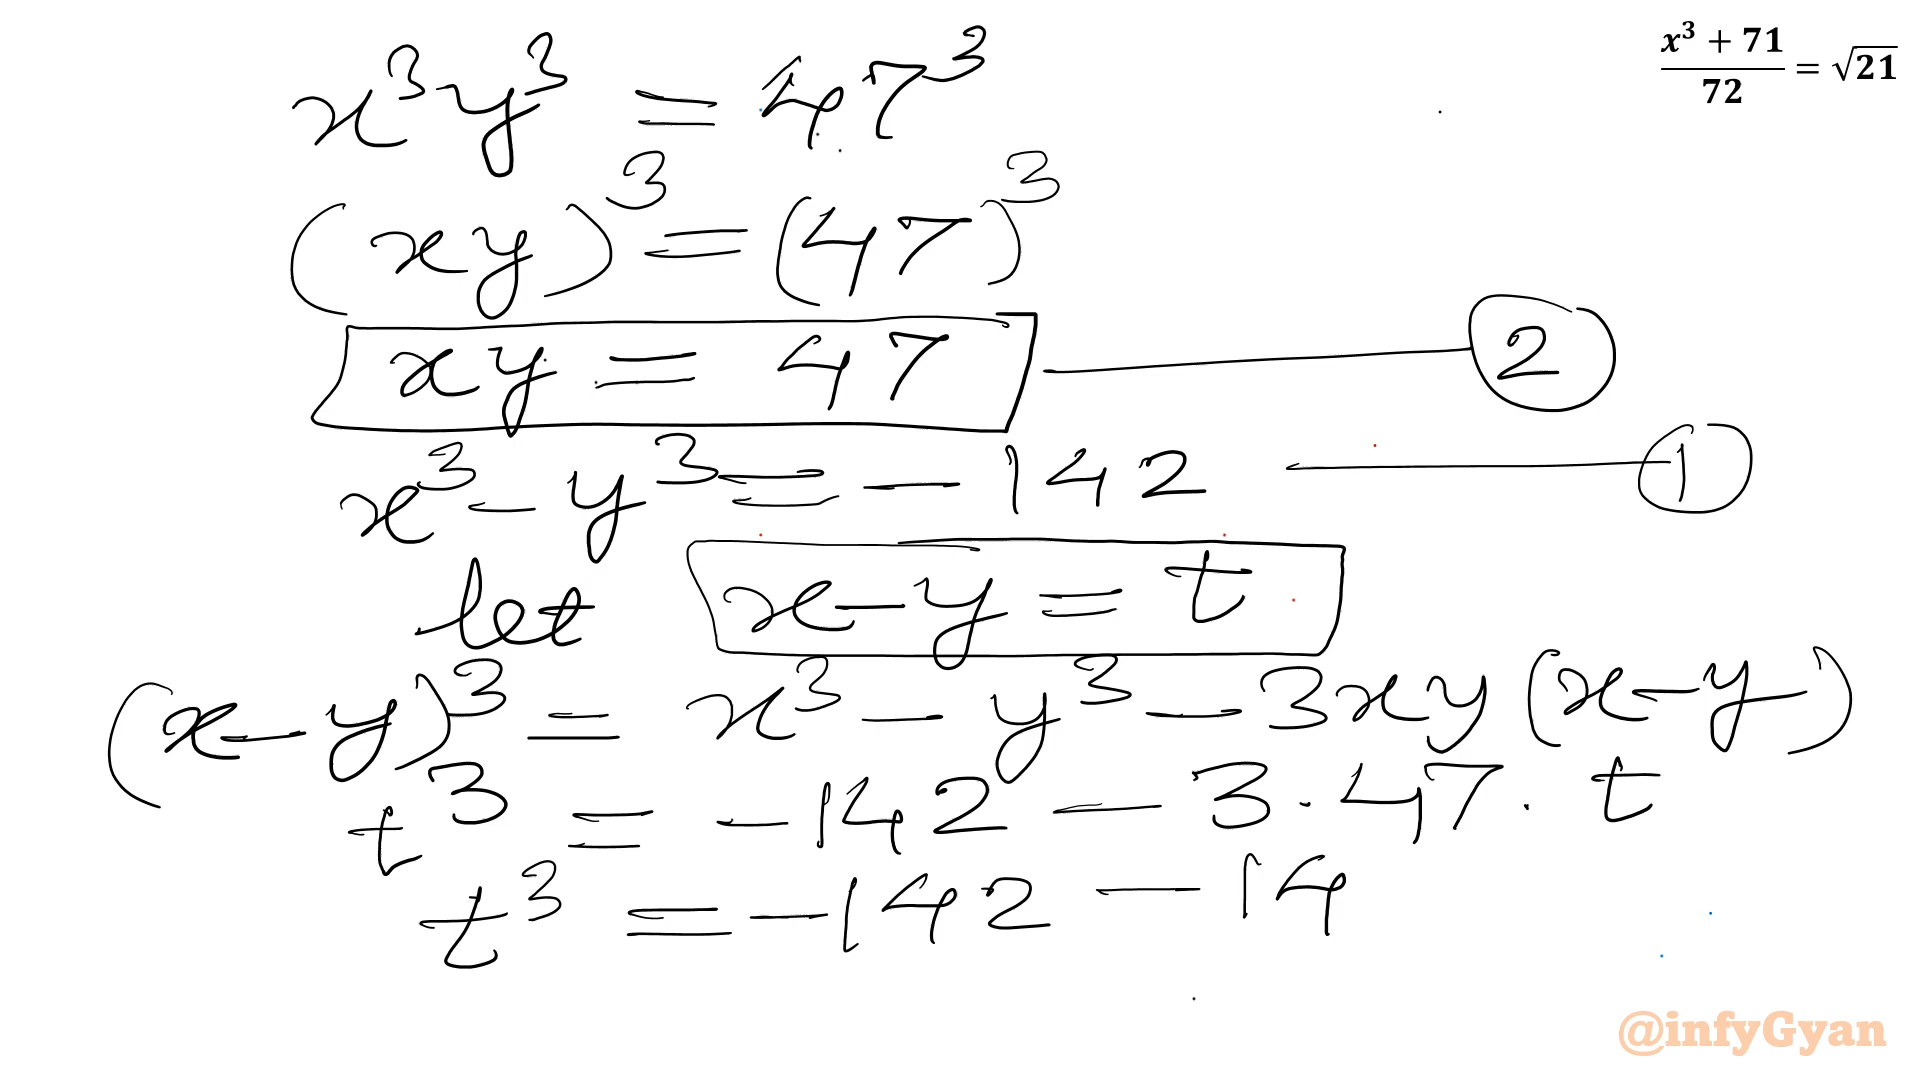 x³ + 71 / 72 = √21
x³y³ = 47³
(xy)³ = (47)³
xy = 47 —— 2
x³ - y³ = -142 —— 1
let x - y = t
(x - y)³ = x³ - y³ - 3xy(x - y)
t³ = -142 - 3·47·t
t³ = -142 - 14
@infyGyan